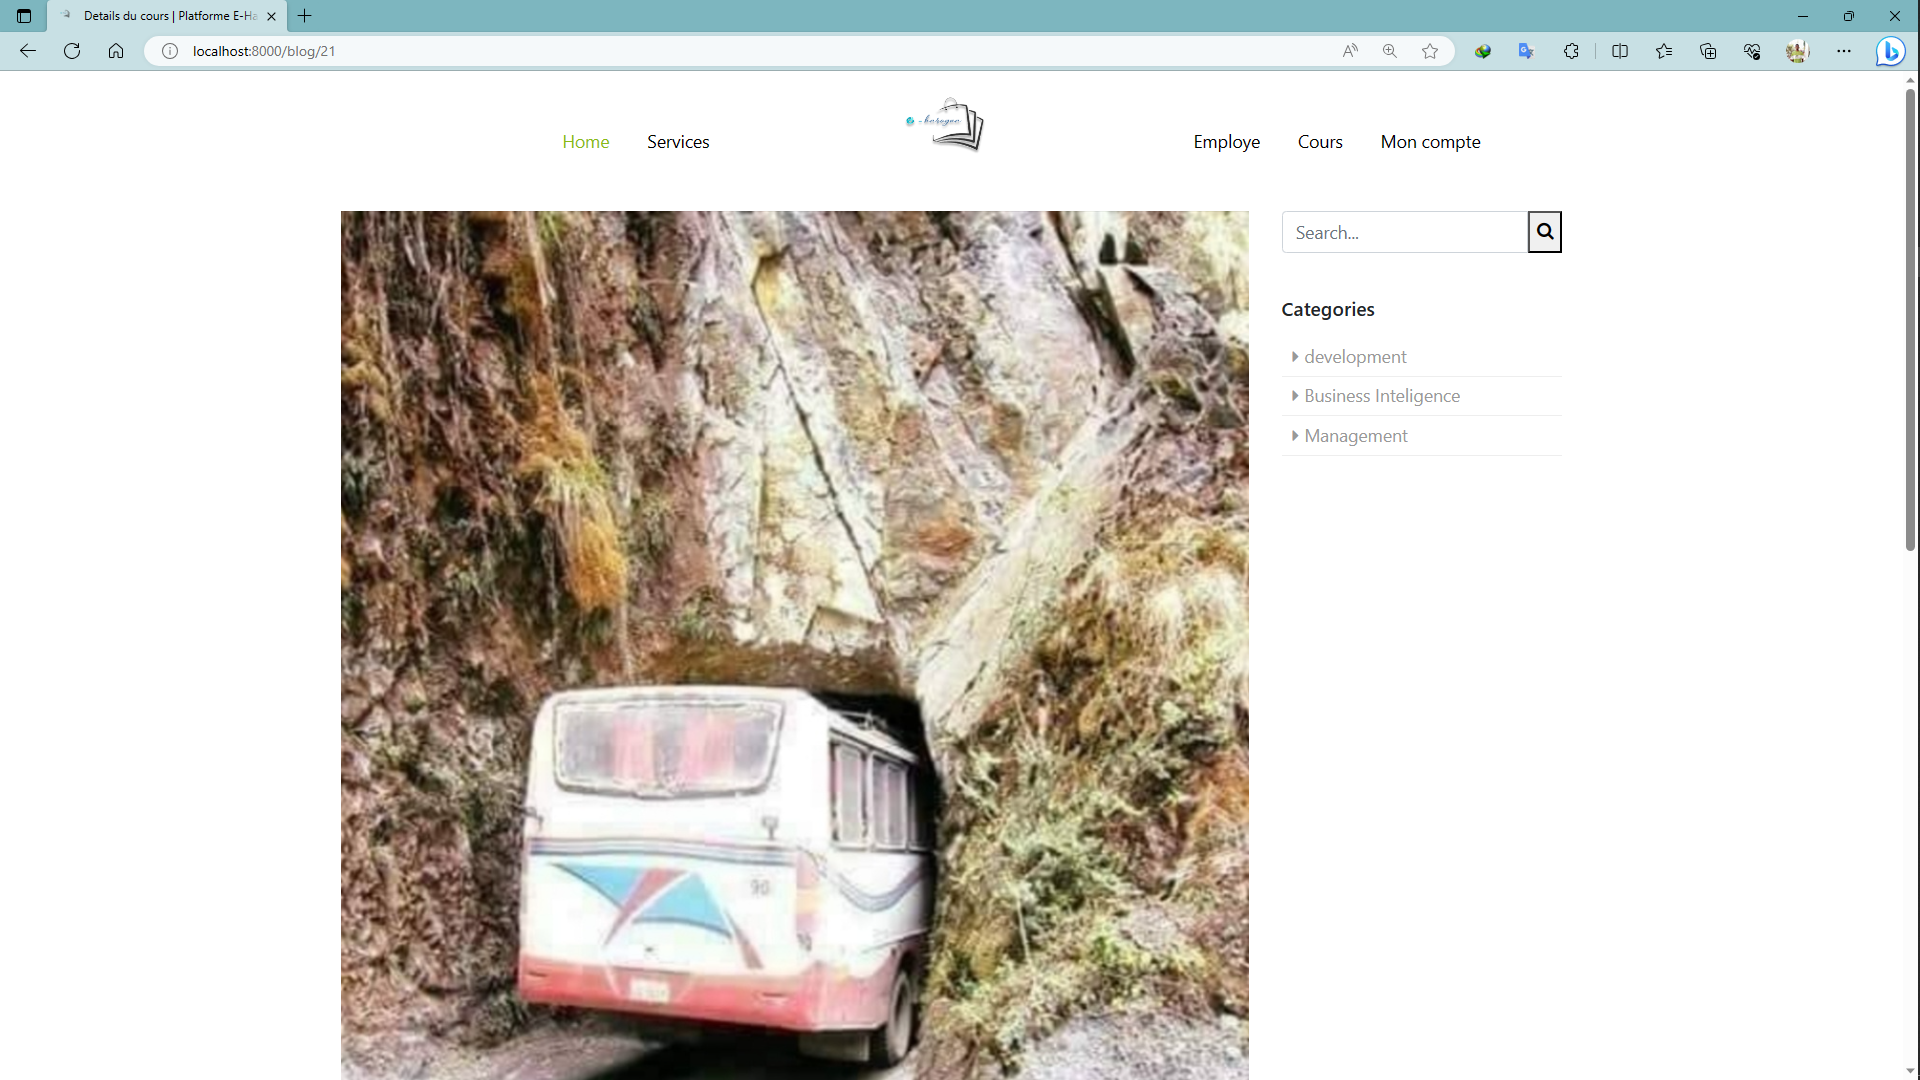 Details du cours | Platforme E-Ha
localhost:8000/blog/21
Home
Services
Employe
Cours
Mon compte
Search...
Categories
development
Business Inteligence
Management
90